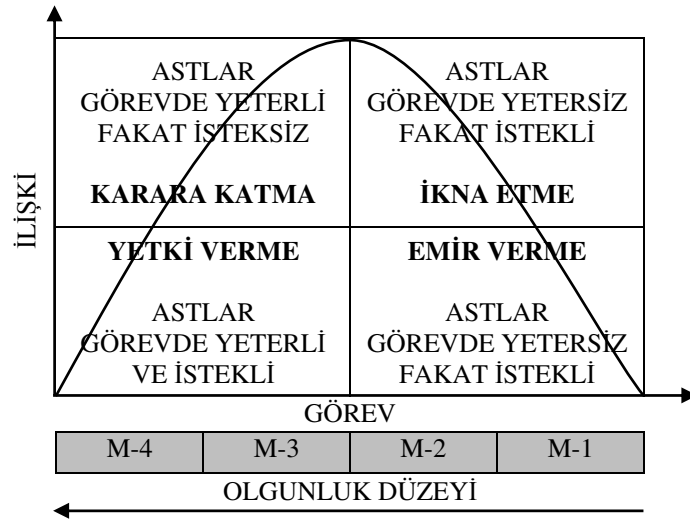 ASTLAR
GÖREVDE YETERLİ
FAKAT İSTEKSİZ
KARARA KATMA
ASTLAR
GÖREVDE YETERSİZ
FAKAT İSTEKLİ
İKNA ETME
YETKİ VERME
ASTLAR
GÖREVDE YETERLİ
VE İSTEKLİ
EMİR VERME
ASTLAR
GÖREVDE YETERSİZ
FAKAT İSTEKLİ
İLİŞKİ
GÖREV
M-4 M-3 M-2 M-1
OLGUNLUK DÜZEYİ